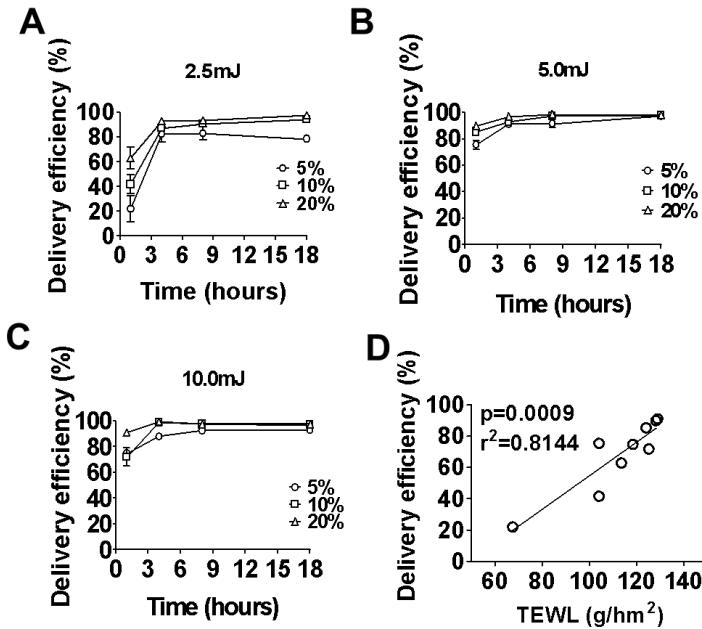 A
2.5mJ
Delivery efficiency (%)
100
80
60
40
20
0
5%
10%
20%
0 3 6 9 12 15 18
Time (hours)
B
5.0mJ
Delivery efficiency (%)
100
80
60
40
20
0
5%
10%
20%
0 3 6 9 12 15 18
Time (hours)
C
10.0mJ
Delivery efficiency (%)
100
80
60
40
20
0
5%
10%
20%
0 3 6 9 12 15 18
Time (hours)
D
Delivery efficiency (%)
100
80
60
40
20
0
p=0.0009
r²=0.8144
60 80 100 120 140
TEWL (g/hm²)